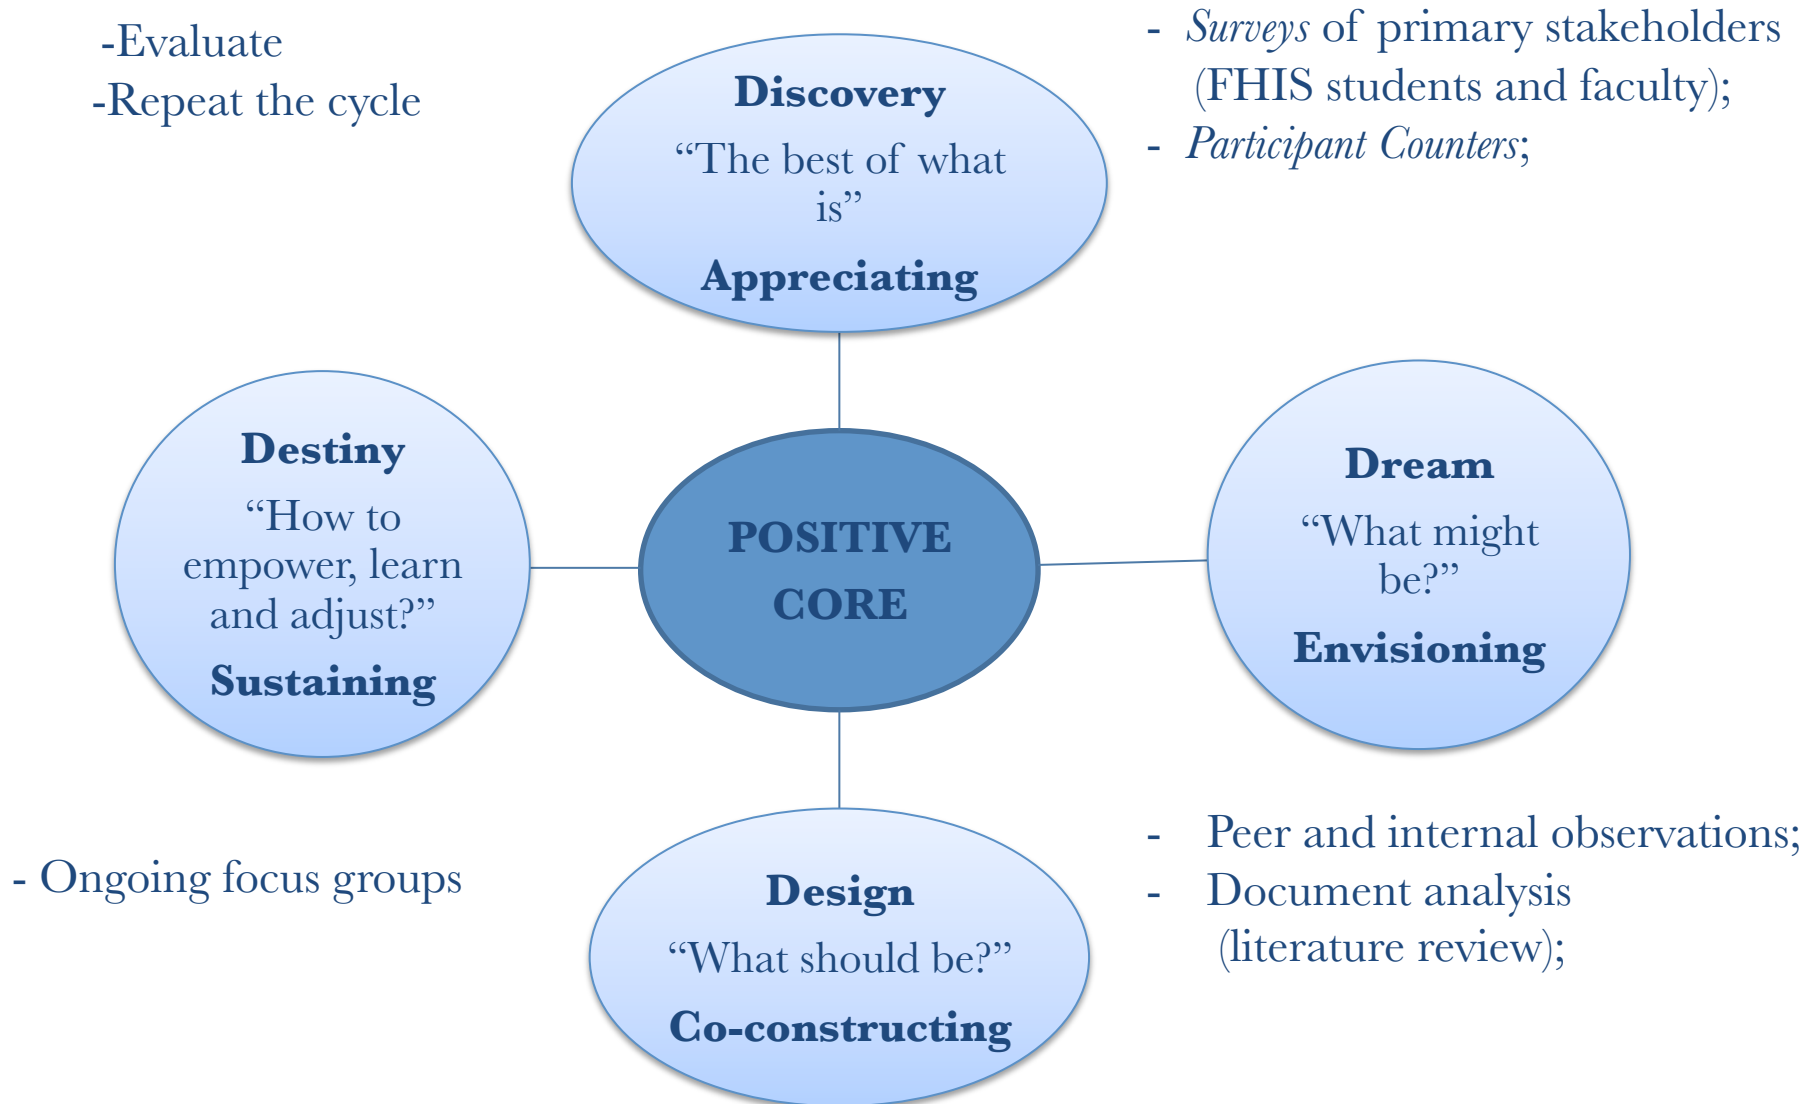 -Evaluate
-Repeat the cycle
Discovery
“The best of what
is”
Appreciating
- Surveys of primary stakeholders
(FHIS students and faculty);
- Participant Counters;
Destiny
“How to
empower, learn
and adjust?”
Sustaining
POSITIVE
CORE
Dream
“What might
be?”
Envisioning
- Ongoing focus groups
Design
“What should be?”
Co-constructing
- Peer and internal observations;
- Document analysis
(literature review);